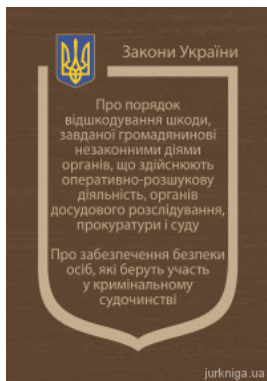 Закони України
Про порядок
відшкодування шкоди,
завданої громадянинові
незаконними діями
органів, що здійснюють
оперативно-розшукову
діяльність, органів
досудового розслідування,
прокуратури і суду
Про забезпечення безпеки
осіб, які беруть участь
у кримінальному
судочинстві
jurkniga.ua